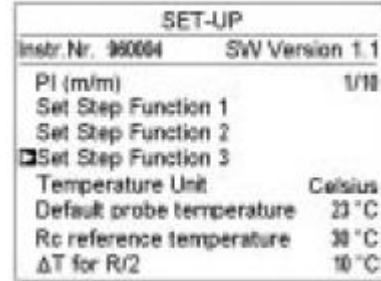 SET-UP
Instr.Nr. 960004 SW Version 1.1
PI (m/m) 1/10
Set Step Function 1
Set Step Function 2
Set Step Function 3
Temperature Unit Celsius
Default probe temperature 23 °C
Rc reference temperature 30 °C
ΔT for R/2 10 °C